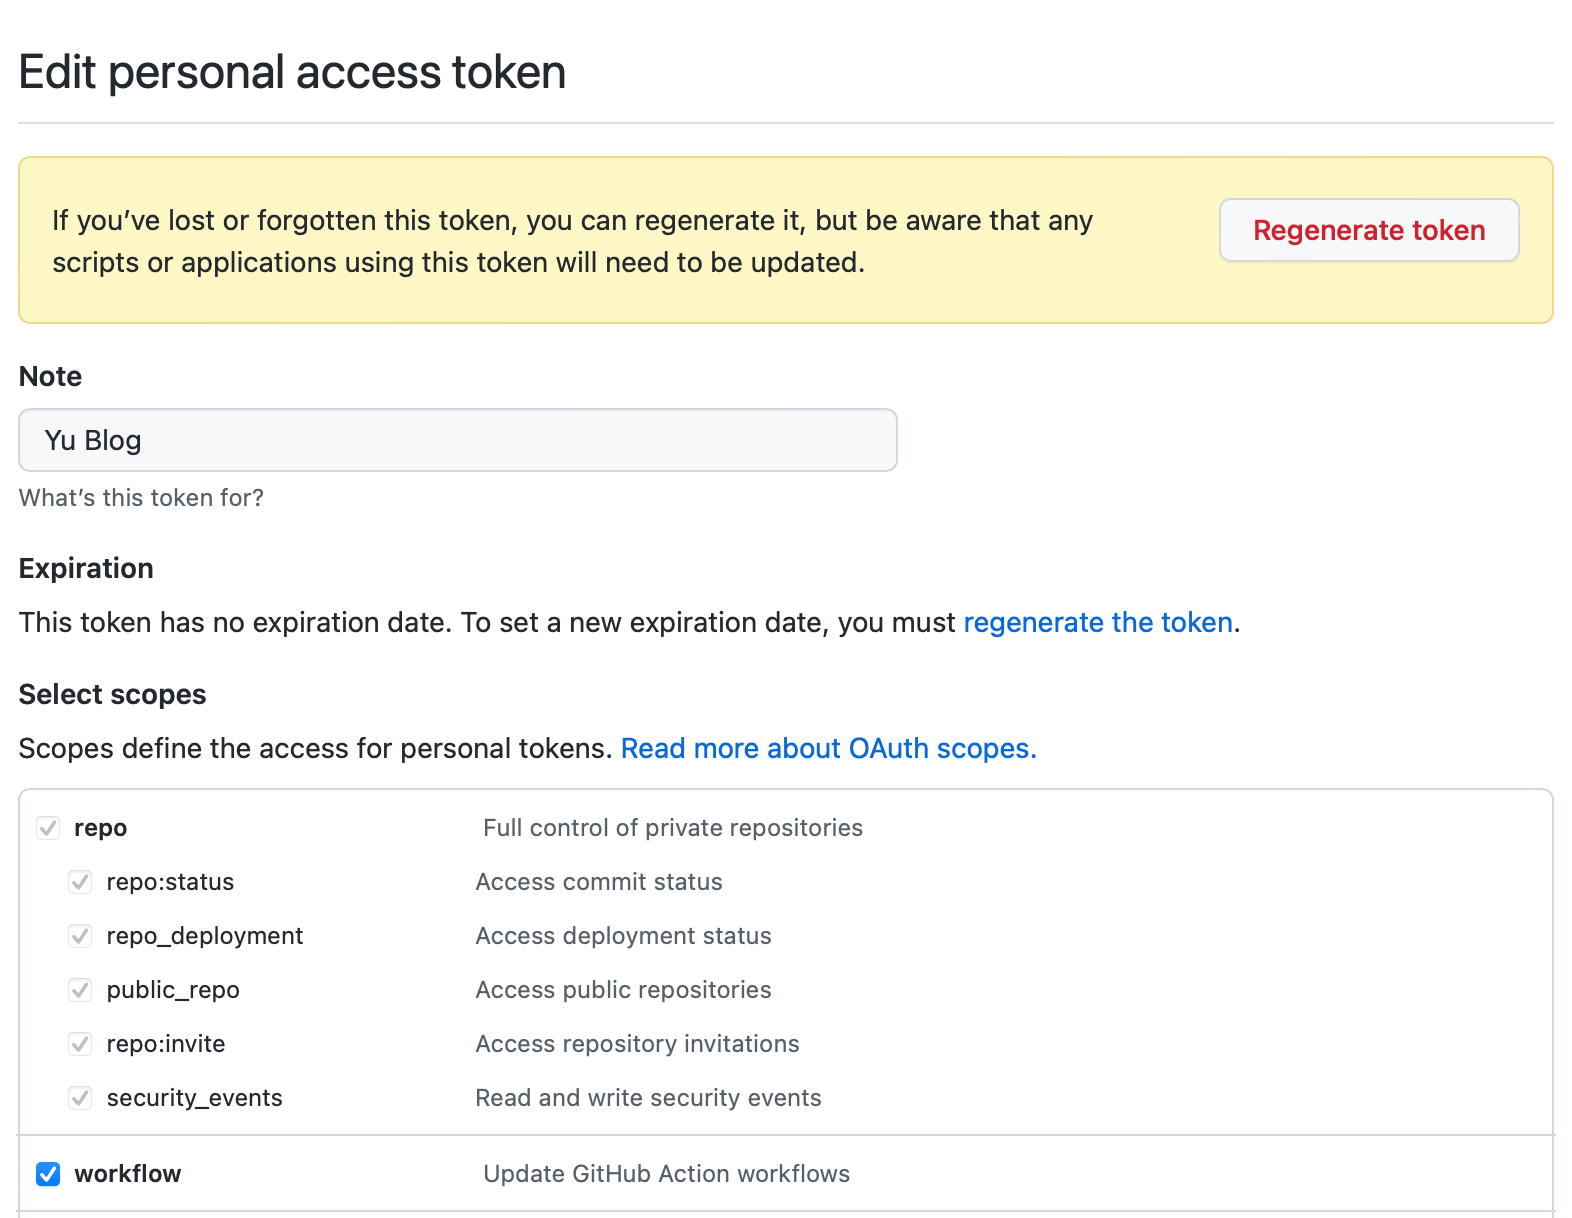 Edit personal access token
If you’ve lost or forgotten this token, you can regenerate it, but be aware that any
scripts or applications using this token will need to be updated.
Regenerate token
Note
Yu Blog
What’s this token for?
Expiration
This token has no expiration date. To set a new expiration date, you must regenerate the token.
Select scopes
Scopes define the access for personal tokens. Read more about OAuth scopes.
repo Full control of private repositories
repo:status Access commit status
repo_deployment Access deployment status
public_repo Access public repositories
repo:invite Access repository invitations
security_events Read and write security events
workflow Update GitHub Action workflows